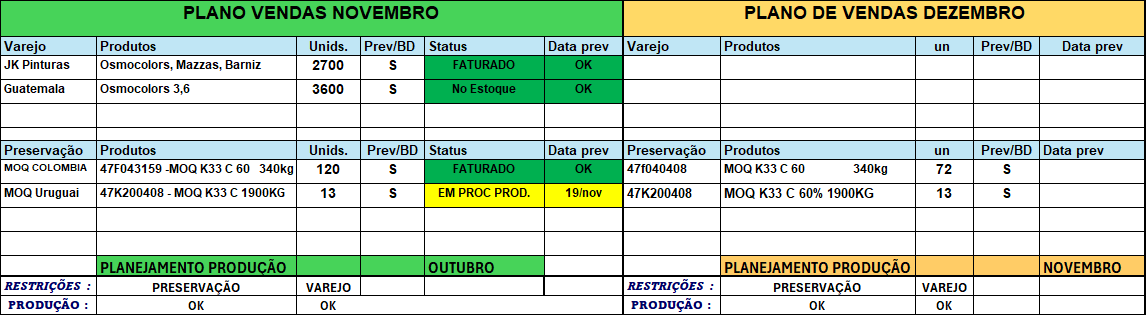 PLANO VENDAS NOVEMBRO PLANO DE VENDAS DEZEMBRO
Varejo Produtos Unids. Prev/BD Status Data prev Varejo Produtos un Prev/BD Data prev
JK Pinturas Osmocolors, Mazzas, Barniz 2700 S FATURADO OK
Guatemala Osmocolors 3,6 3600 S No Estoque OK
Preservação Produtos Unids. Prev/BD Status Data prev Preservação Produtos un Prev/BD Data prev
MOQ COLOMBIA 47F043159 -MOQ K33 C 60 340kg 120 S FATURADO OK 47f040408 MOQ K33 C 60 340kg 72 S
MOQ Uruguai 47K200408 - MOQ K33 C 1900KG 13 S EM PROC PROD. 19/nov 47K200408 MOQ K33 C 60% 1900KG 13 S
PLANEJAMENTO PRODUÇÃO OUTUBRO PLANEJAMENTO PRODUÇÃO NOVEMBRO
RESTRIÇÕES : PRESERVAÇÃO VAREJO RESTRIÇÕES : PRESERVAÇÃO VAREJO
PRODUÇÃO : OK OK PRODUÇÃO : OK OK